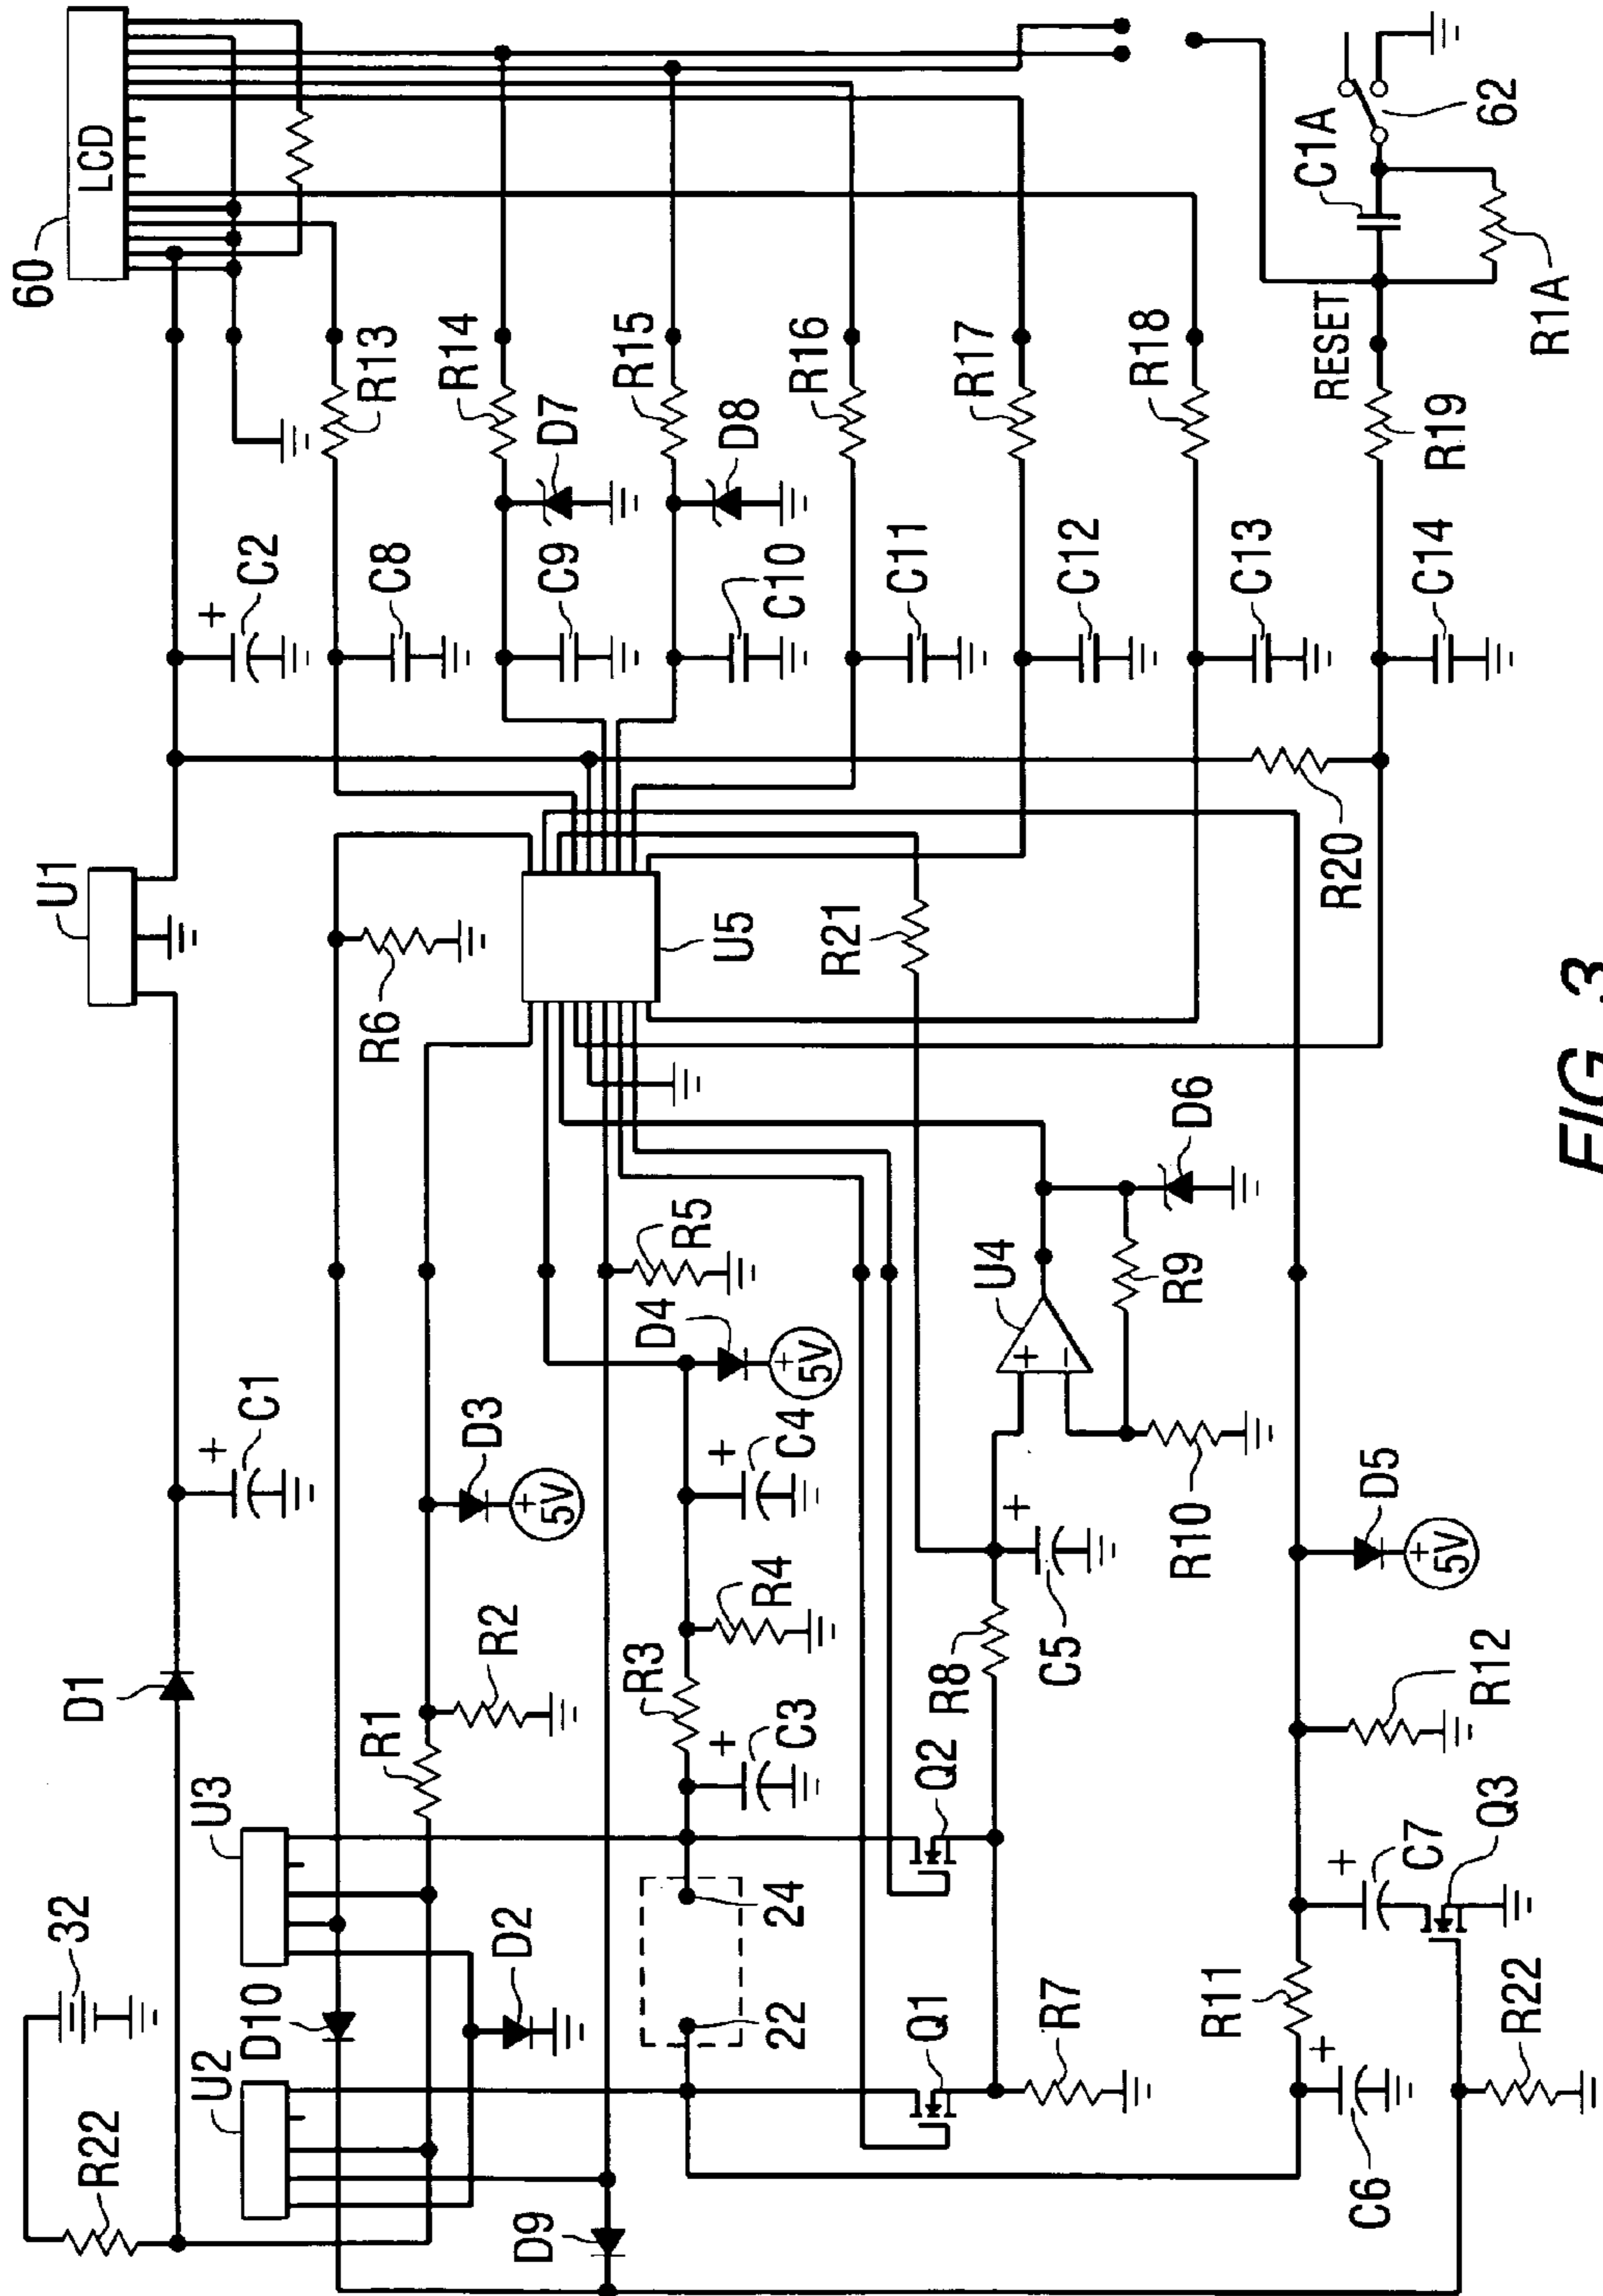 60
LCD
U1
D1
C1
+
C2
+
32
R22
U2
U3
D10
R1
R2
D3
+
5V
R6
R13
C8
R14
D7
C9
R15
D8
C10
D2
D9
R3
C3
+
R4
C4
+
D4
+
5V
R5
U5
22
24
R16
C11
R21
Q1
Q2
R7
R8
C5
+
U4
+
−
R9
D6
R10
R17
C12
R18
C13
R11
C6
+
C7
+
Q3
R22
R12
D5
+
5V
R20
R19
C14
RESET
C1A
R1A
62
FIG. 3